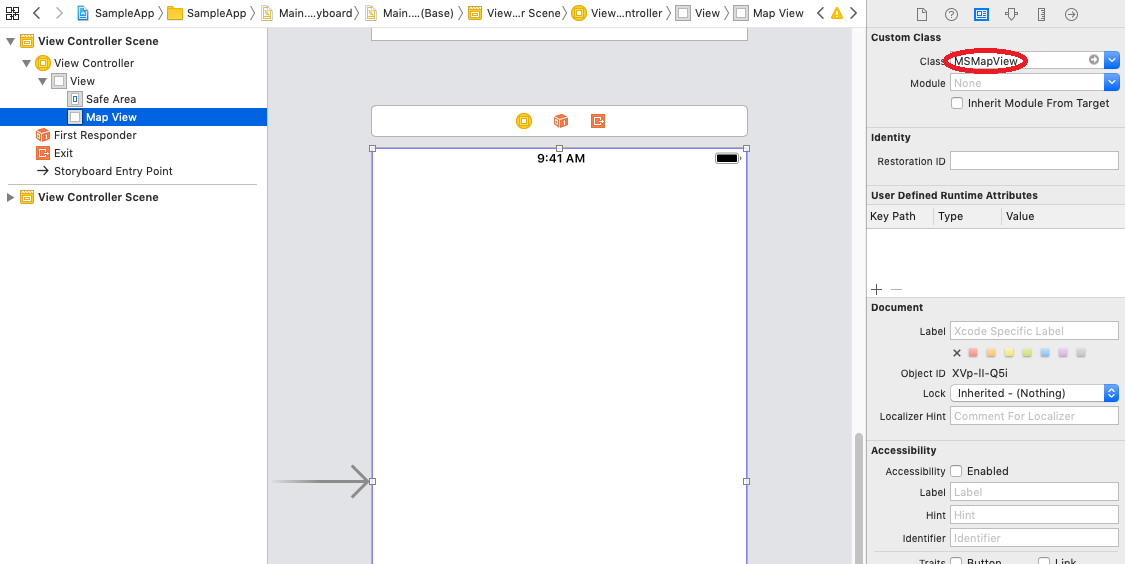 SampleApp SampleApp Main....yboard Main....(Base) View...r Scene View...ntroller View Map View
View Controller Scene
View Controller
View
Safe Area
Map View
First Responder
Exit
Storyboard Entry Point
View Controller Scene
9:41 AM
Custom Class
Class MSMapView
Module None
Inherit Module From Target
Identity
Restoration ID
User Defined Runtime Attributes
Key Path Type Value
Document
Label Xcode Specific Label
Object ID XVp-II-Q5i
Lock Inherited - (Nothing)
Localizer Hint Comment For Localizer
Accessibility
Accessibility Enabled
Label Label
Hint Hint
Identifier Identifier
Traits Button Link